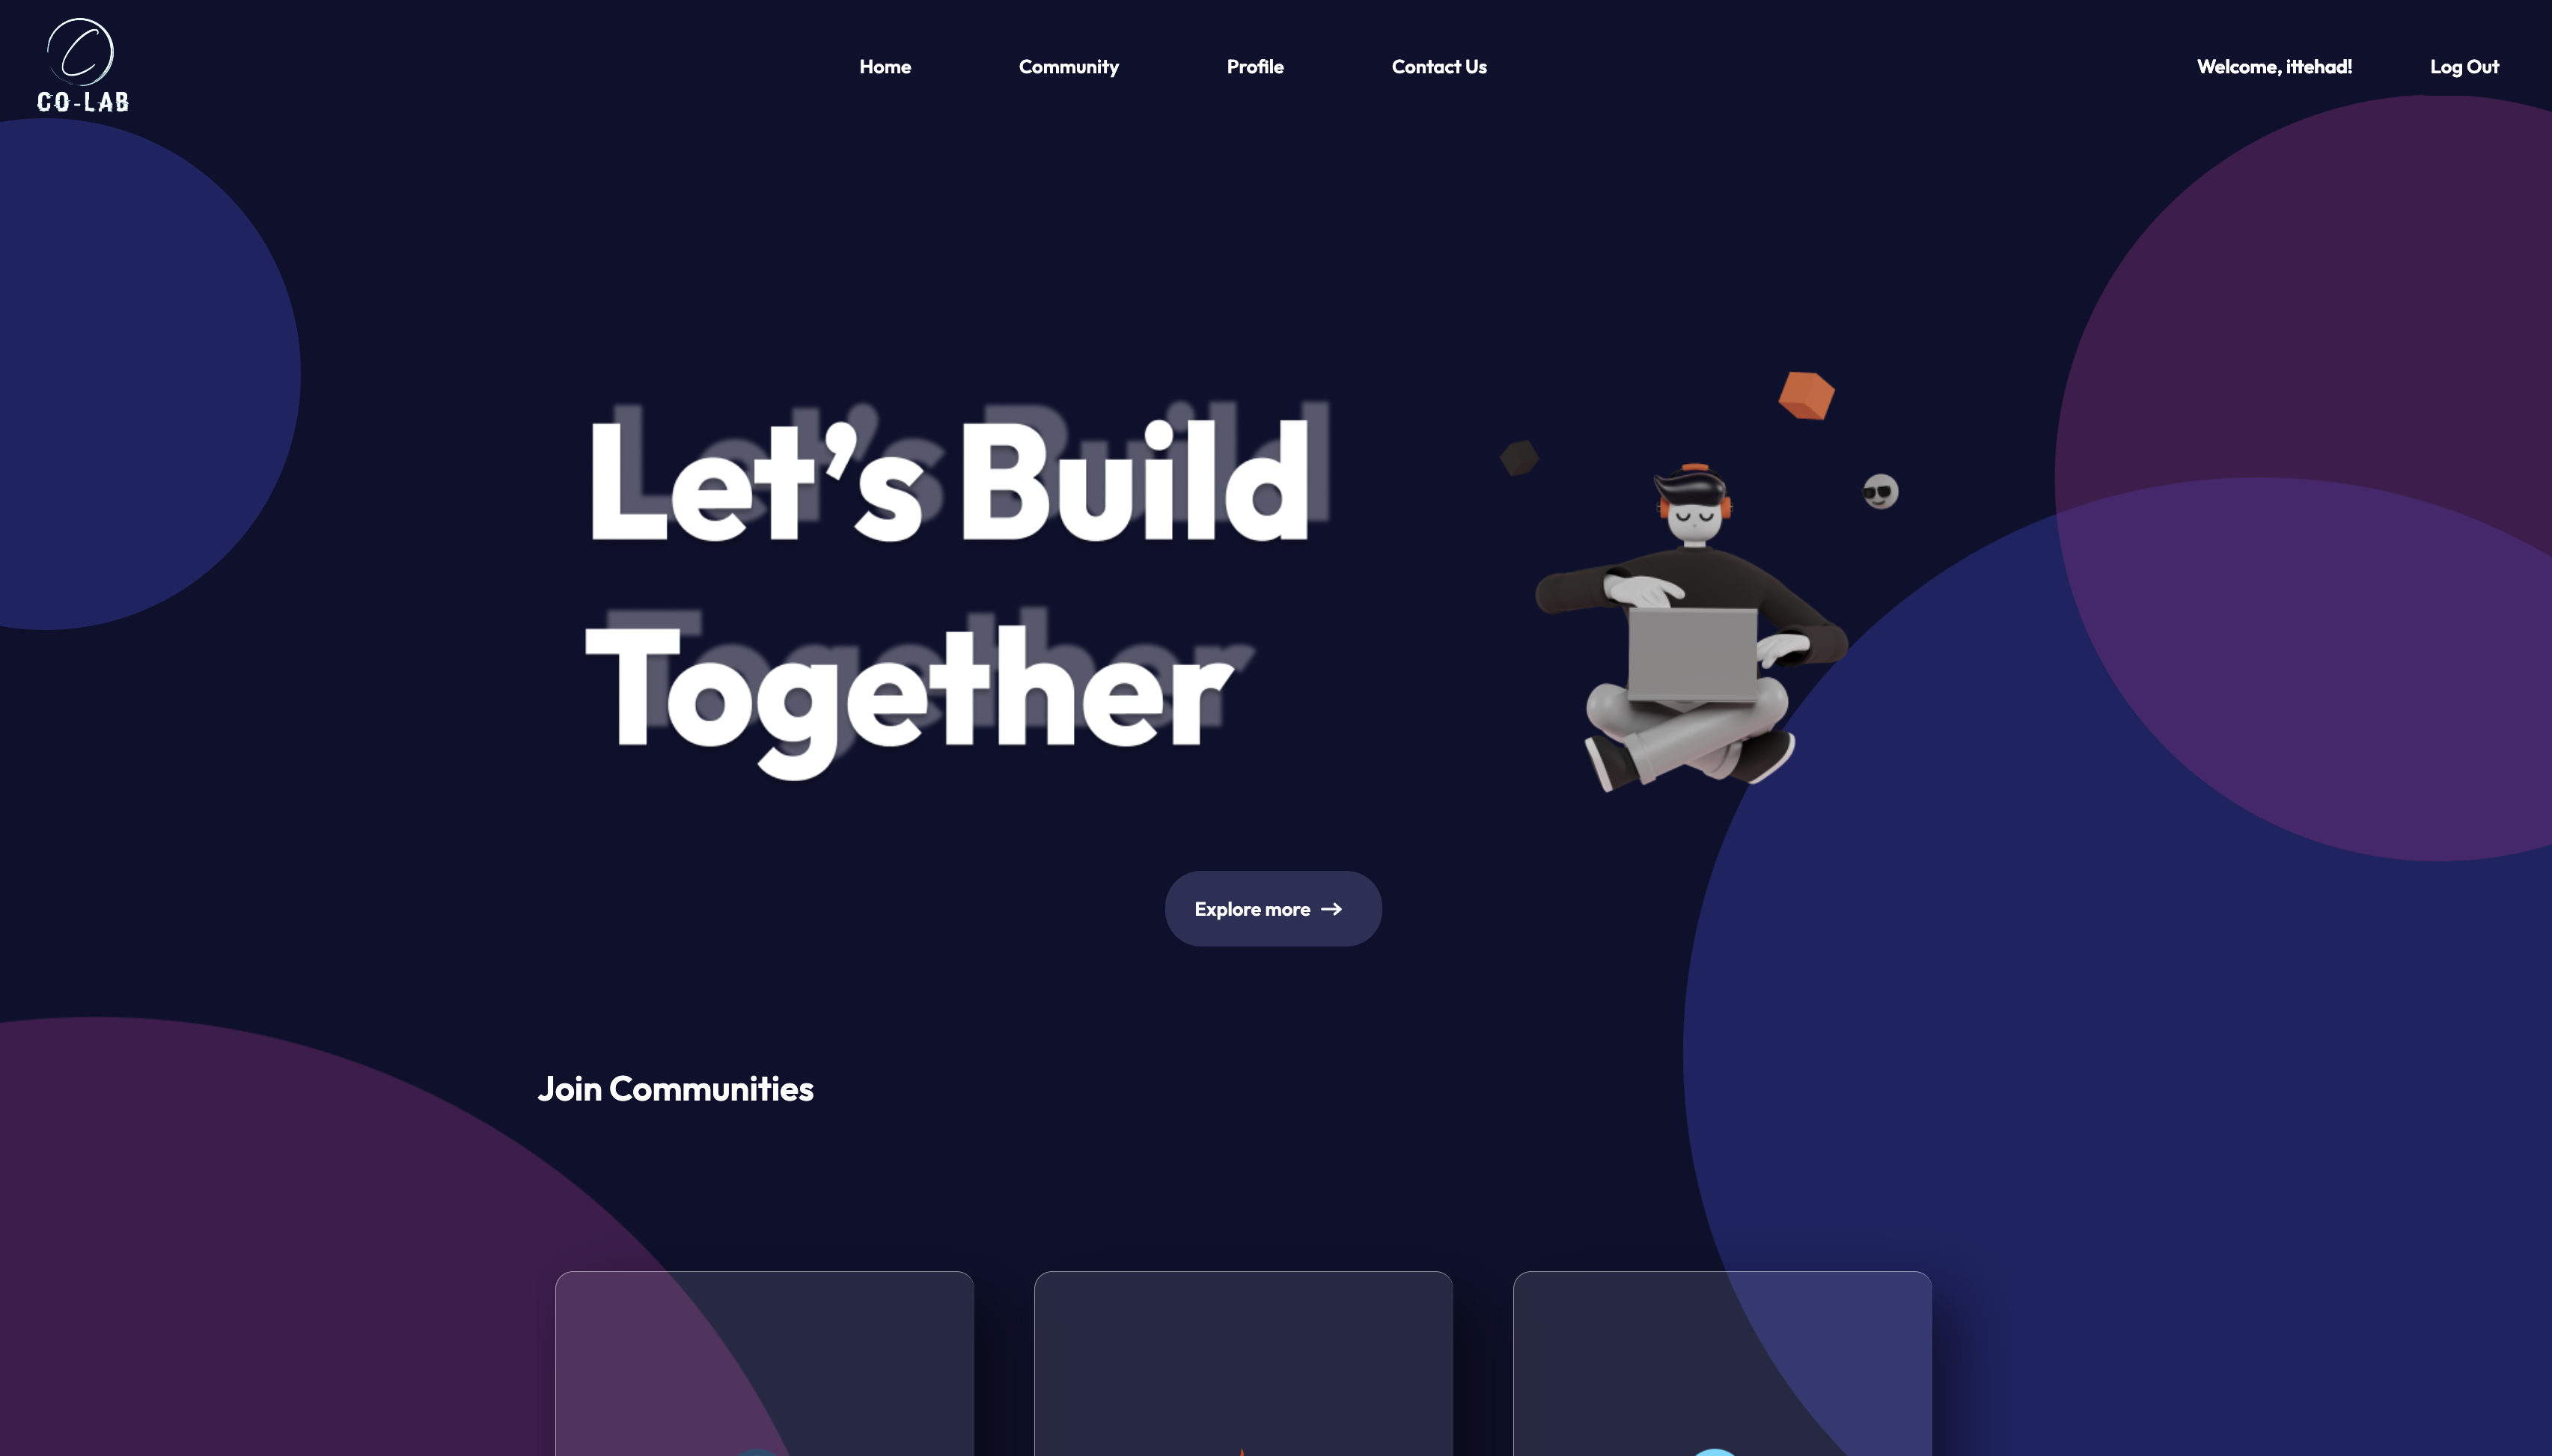 CO-LAB
Home
Community
Profile
Contact Us
Welcome, ittehad!
Log Out
Let's Build
Together
Explore more →
Join Communities